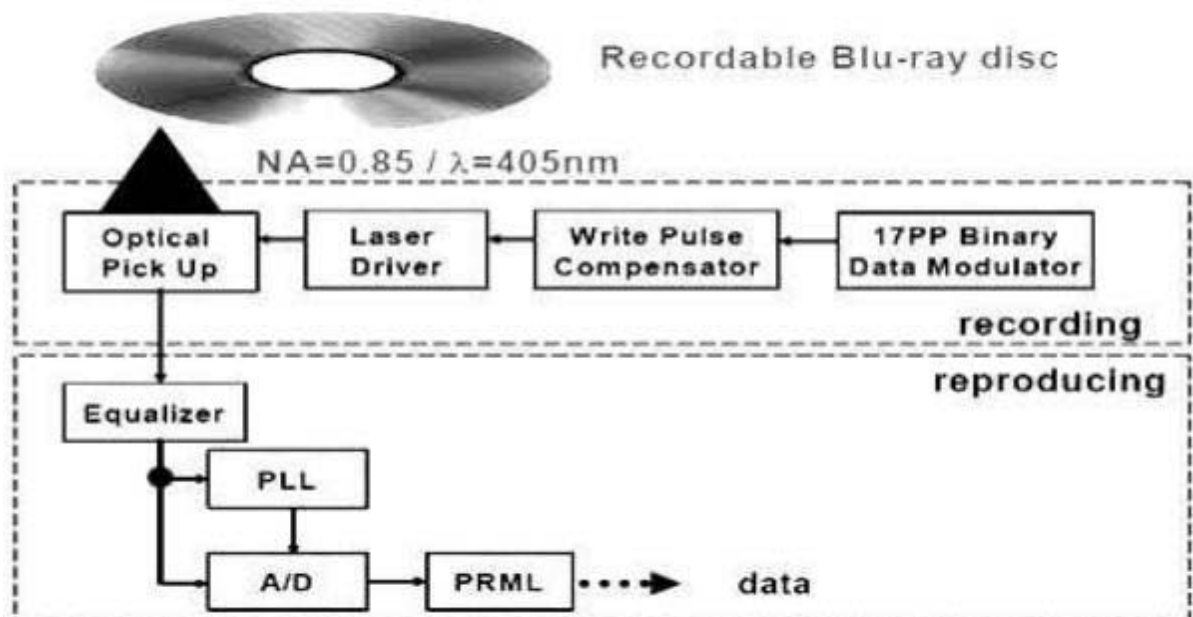 Recordable Blu-ray disc
NA=0.85 / λ=405nm
Optical
Pick Up
Laser
Driver
Write Pulse
Compensator
17PP Binary
Data Modulator
recording
reproducing
Equalizer
PLL
A/D
PRML
data